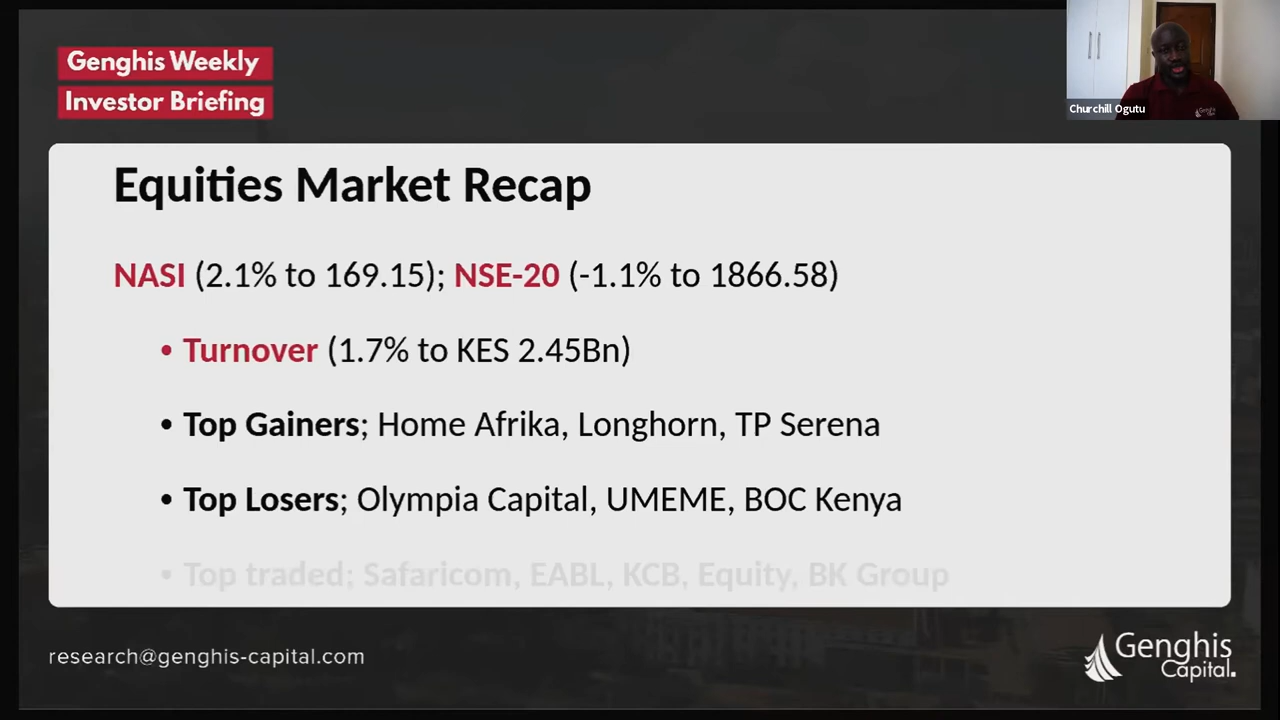 Genghis Weekly
Investor Briefing
Churchill Ogutu
Genghis
Equities Market Recap
NASI (2.1% to 169.15); NSE-20 (-1.1% to 1866.58)
• Turnover (1.7% to KES 2.45Bn)
• Top Gainers; Home Afrika, Longhorn, TP Serena
• Top Losers; Olympia Capital, UMEME, BOC Kenya
• Top traded; Safaricom, EABL, KCB, Equity, BK Group
research@genghis-capital.com
Genghis
Capital.